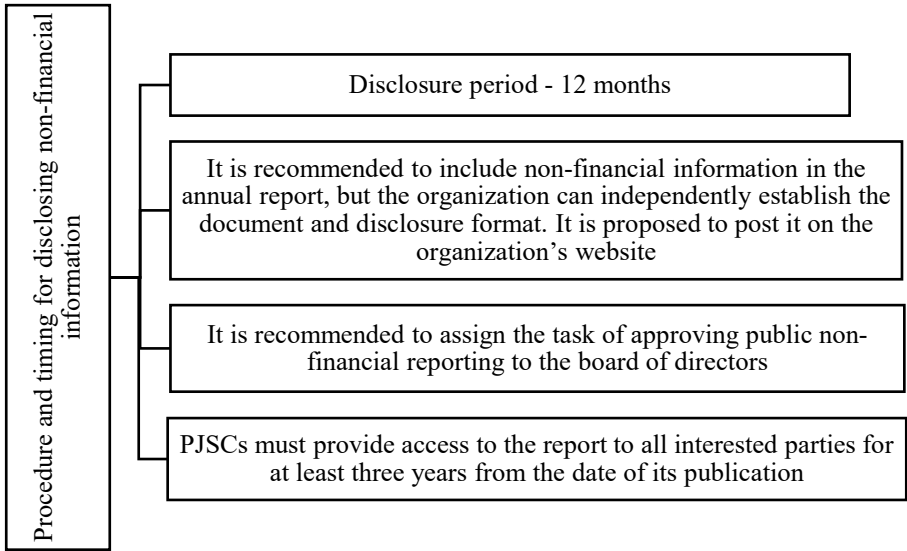 Procedure and timing for disclosing non-financial
information
Disclosure period - 12 months
It is recommended to include non-financial information in the
annual report, but the organization can independently establish the
document and disclosure format. It is proposed to post it on the
organization’s website
It is recommended to assign the task of approving public non-
financial reporting to the board of directors
PJSCs must provide access to the report to all interested parties for
at least three years from the date of its publication